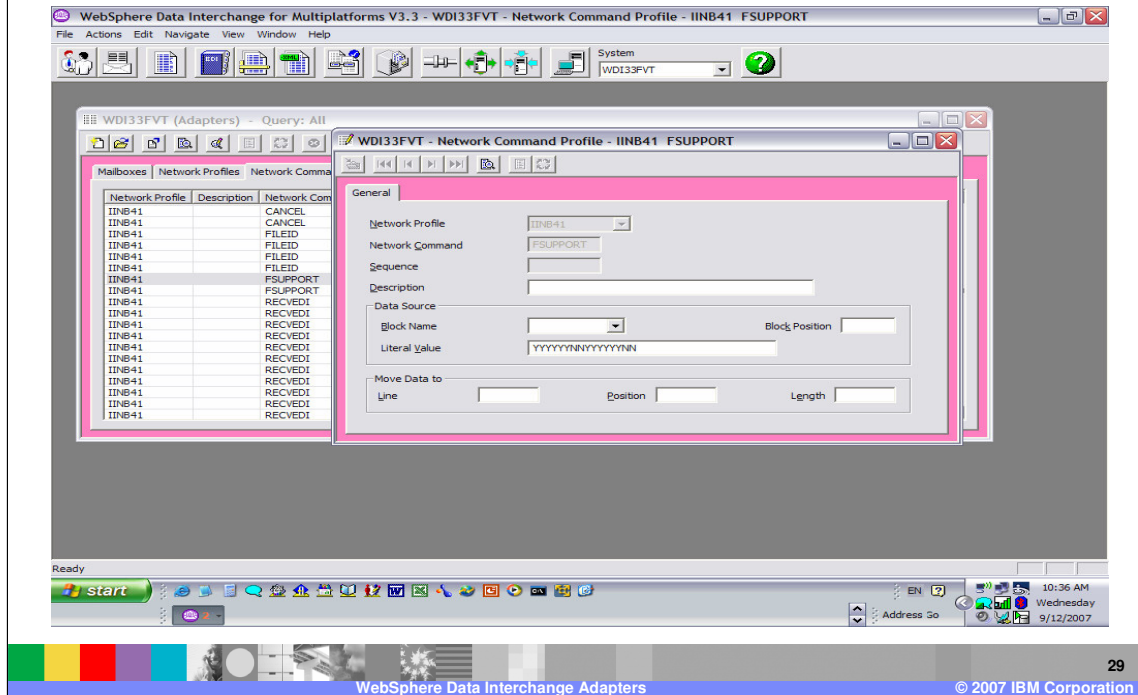 WebSphere Data Interchange for Multiplatforms V3.3 - WDI33FVT - Network Command Profile - IINB41 FSUPPORT
File Actions Edit Navigate View Window Help
System
WDI33FVT
WDI33FVT (Adapters) - Query: All
WDI33FVT - Network Command Profile - IINB41 FSUPPORT
Mailboxes Network Profiles Network Comma
Network Profile Description Network Com
IINB41 CANCEL
IINB41 CANCEL
IINB41 FILEID
IINB41 FILEID
IINB41 FILEID
IINB41 FILEID
IINB41 FSUPPORT
IINB41 FSUPPORT
IINB41 RECVEDI
IINB41 RECVEDI
IINB41 RECVEDI
IINB41 RECVEDI
IINB41 RECVEDI
IINB41 RECVEDI
IINB41 RECVEDI
IINB41 RECVEDI
IINB41 RECVEDI
IINB41 RECVEDI
IINB41 RECVEDI
General
Network Profile IINB41
Network Command FSUPPORT
Sequence
Description
Data Source
Block Name Block Position
Literal Value YYYYYYNNYYYYYYNN
Move Data to
Line Position Length
Ready
start
2
EN
Address Go
10:36 AM
Wednesday
9/12/2007
29
WebSphere Data Interchange Adapters © 2007 IBM Corporation